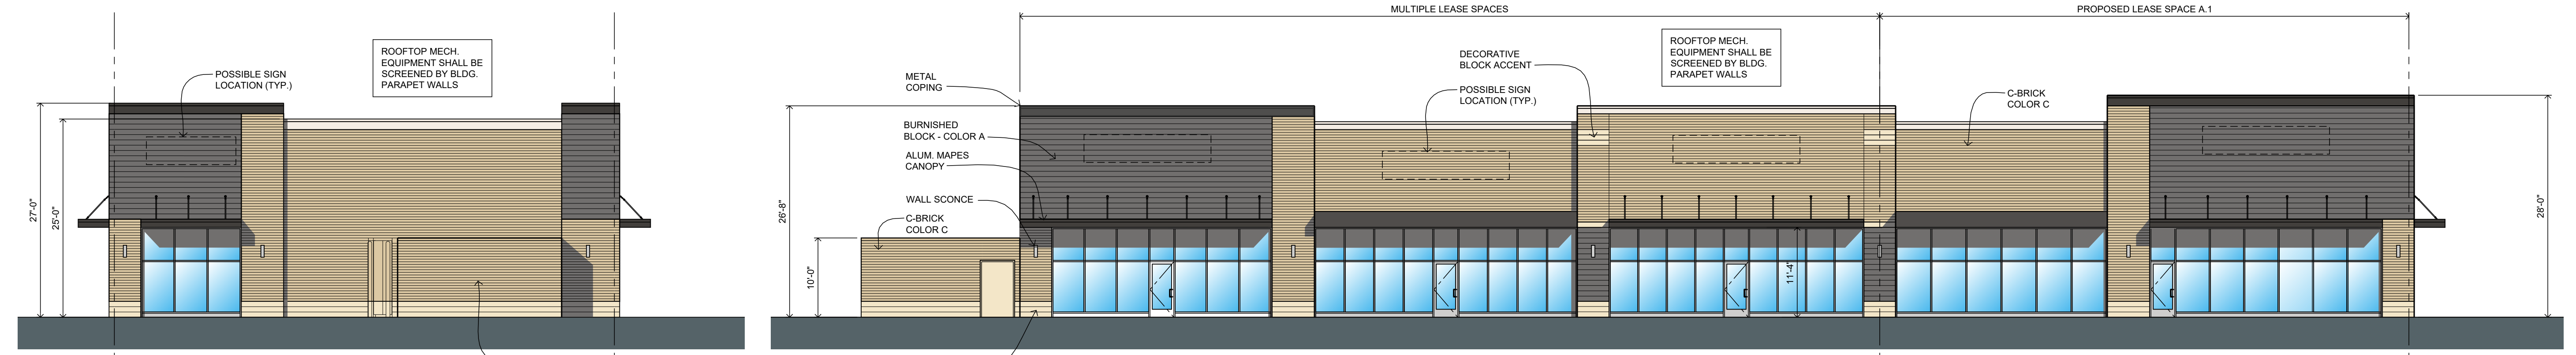 POSSIBLE SIGN
LOCATION (TYP.)
ROOFTOP MECH.
EQUIPMENT SHALL BE
SCREENED BY BLDG.
PARAPET WALLS
27'-0"
25'-0"
MULTIPLE LEASE SPACES
PROPOSED LEASE SPACE A.1
METAL
COPING
BURNISHED
BLOCK - COLOR A
ALUM. MAPES
CANOPY
WALL SCONCE
C-BRICK
COLOR C
26'-8"
10'-0"
DECORATIVE
BLOCK ACCENT
POSSIBLE SIGN
LOCATION (TYP.)
ROOFTOP MECH.
EQUIPMENT SHALL BE
SCREENED BY BLDG.
PARAPET WALLS
11'-4"
C-BRICK
COLOR C
28'-0"